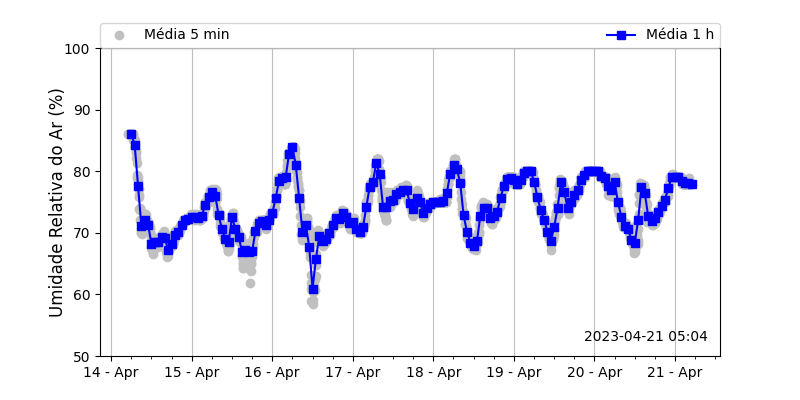 Média 5 min Média 1 h
Umidade Relativa do Ar (%)
100
90
80
70
60
50
2023-04-21 05:04
14 - Apr 15 - Apr 16 - Apr 17 - Apr 18 - Apr 19 - Apr 20 - Apr 21 - Apr